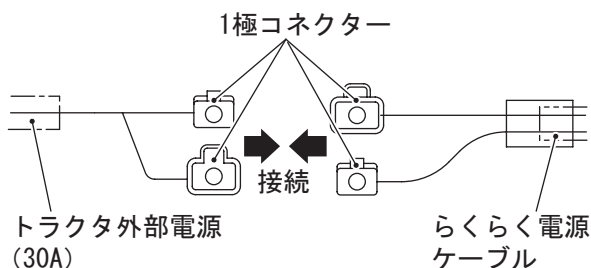 1極コネクター
接続
トラクタ外部電源
(30A)
らくらく電源
ケーブル